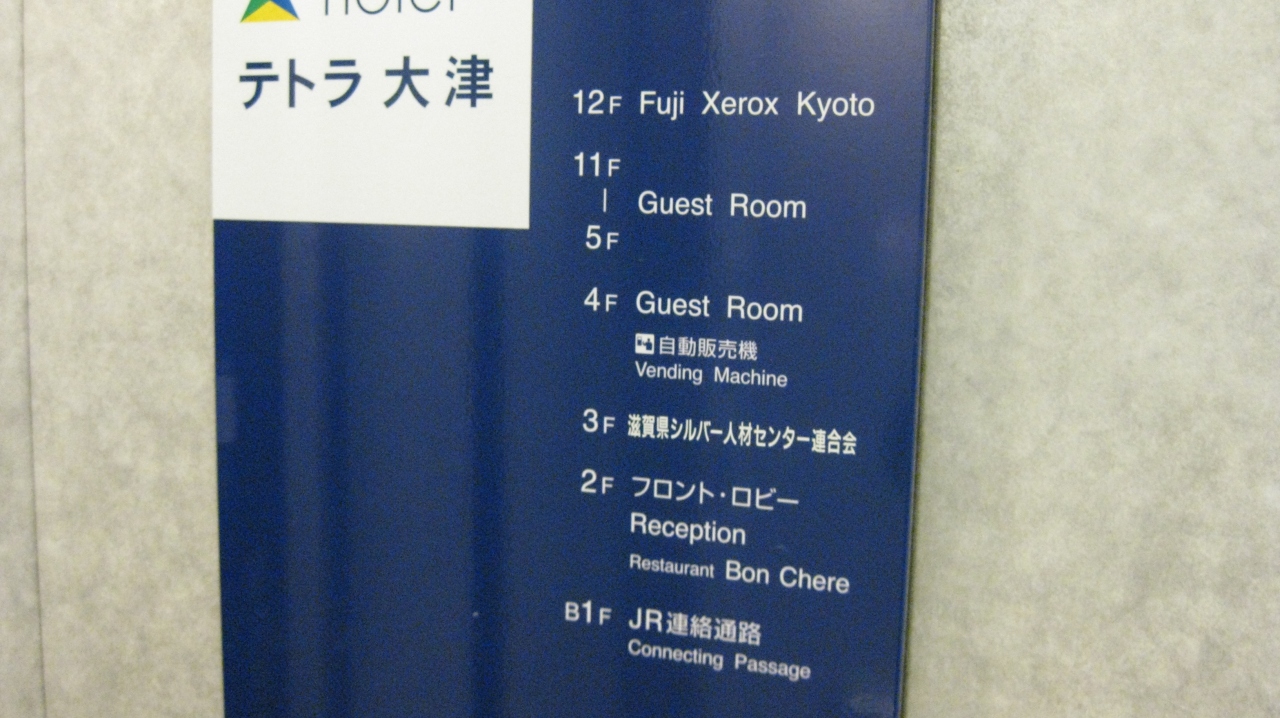 hotel
テトラ 大津
12F Fuji Xerox Kyoto
11F
|
Guest Room
5F
4F Guest Room
自動販売機
Vending Machine
3F 滋賀県シルバー人材センター連合会
2F フロント・ロビー
Reception
Restaurant Bon Chere
B1F JR連絡通路
Connecting Passage